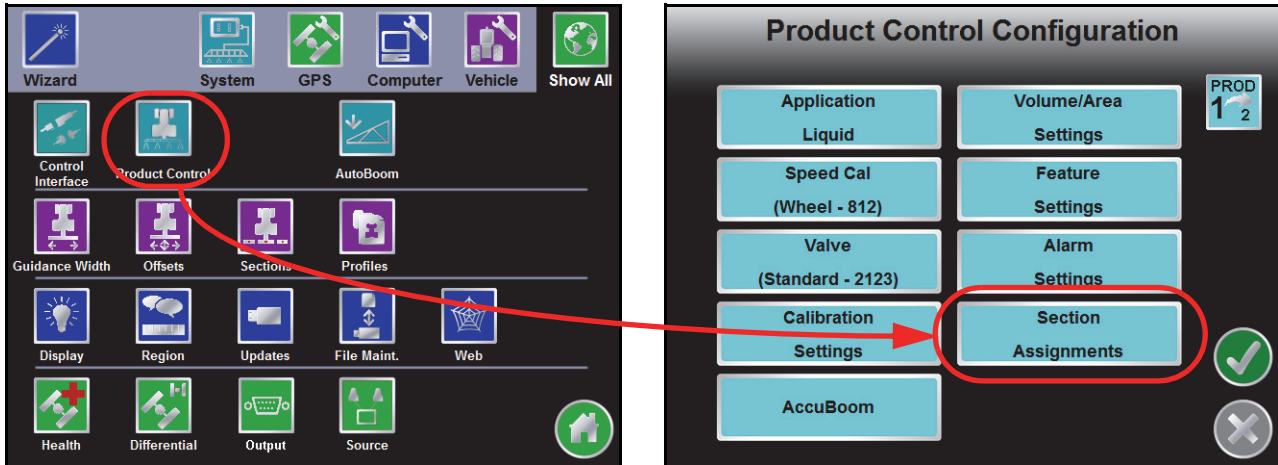 Wizard
System
GPS
Computer
Vehicle
Show All
Control
Interface
Product Control
AutoBoom
Guidance Width
Offsets
Sections
Profiles
Display
Region
Updates
File Maint.
Web
Health
Differential
Output
Source
Product Control Configuration
Application
Liquid
Volume/Area
Settings
PROD
1 2
Speed Cal
(Wheel - 812)
Feature
Settings
Valve
(Standard - 2123)
Alarm
Settings
Calibration
Settings
Section
Assignments
AccuBoom